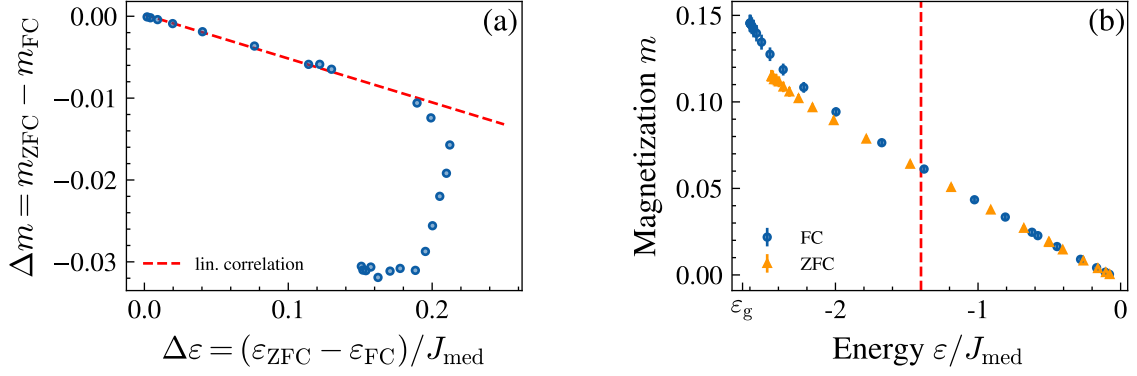 (a)
0.00
−0.01
−0.02
−0.03
Δm = m_ZFC − m_FC
lin. correlation
0.0
0.1
0.2
Δε = (ε_ZFC − ε_FC)/J_med
(b)
0.15
0.10
0.05
0.00
Magnetization m
FC
ZFC
ε_g
-2
-1
0
Energy ε/J_med